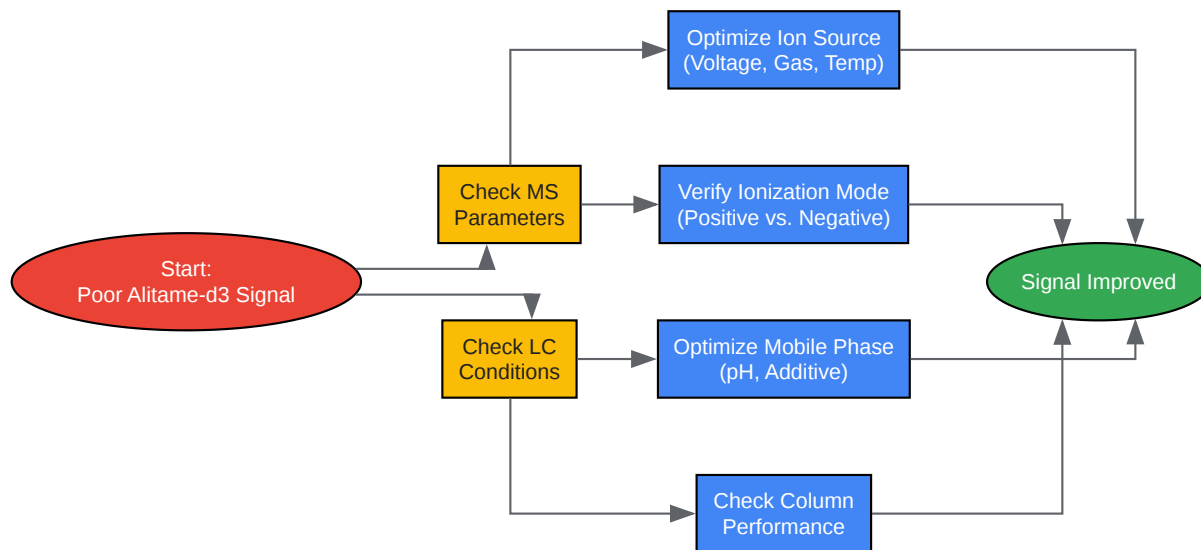 Start:
Poor Alitame-d3 Signal
Check MS
Parameters
Check LC
Conditions
Optimize Ion Source
(Voltage, Gas, Temp)
Verify Ionization Mode
(Positive vs. Negative)
Optimize Mobile Phase
(pH, Additive)
Check Column
Performance
Signal Improved